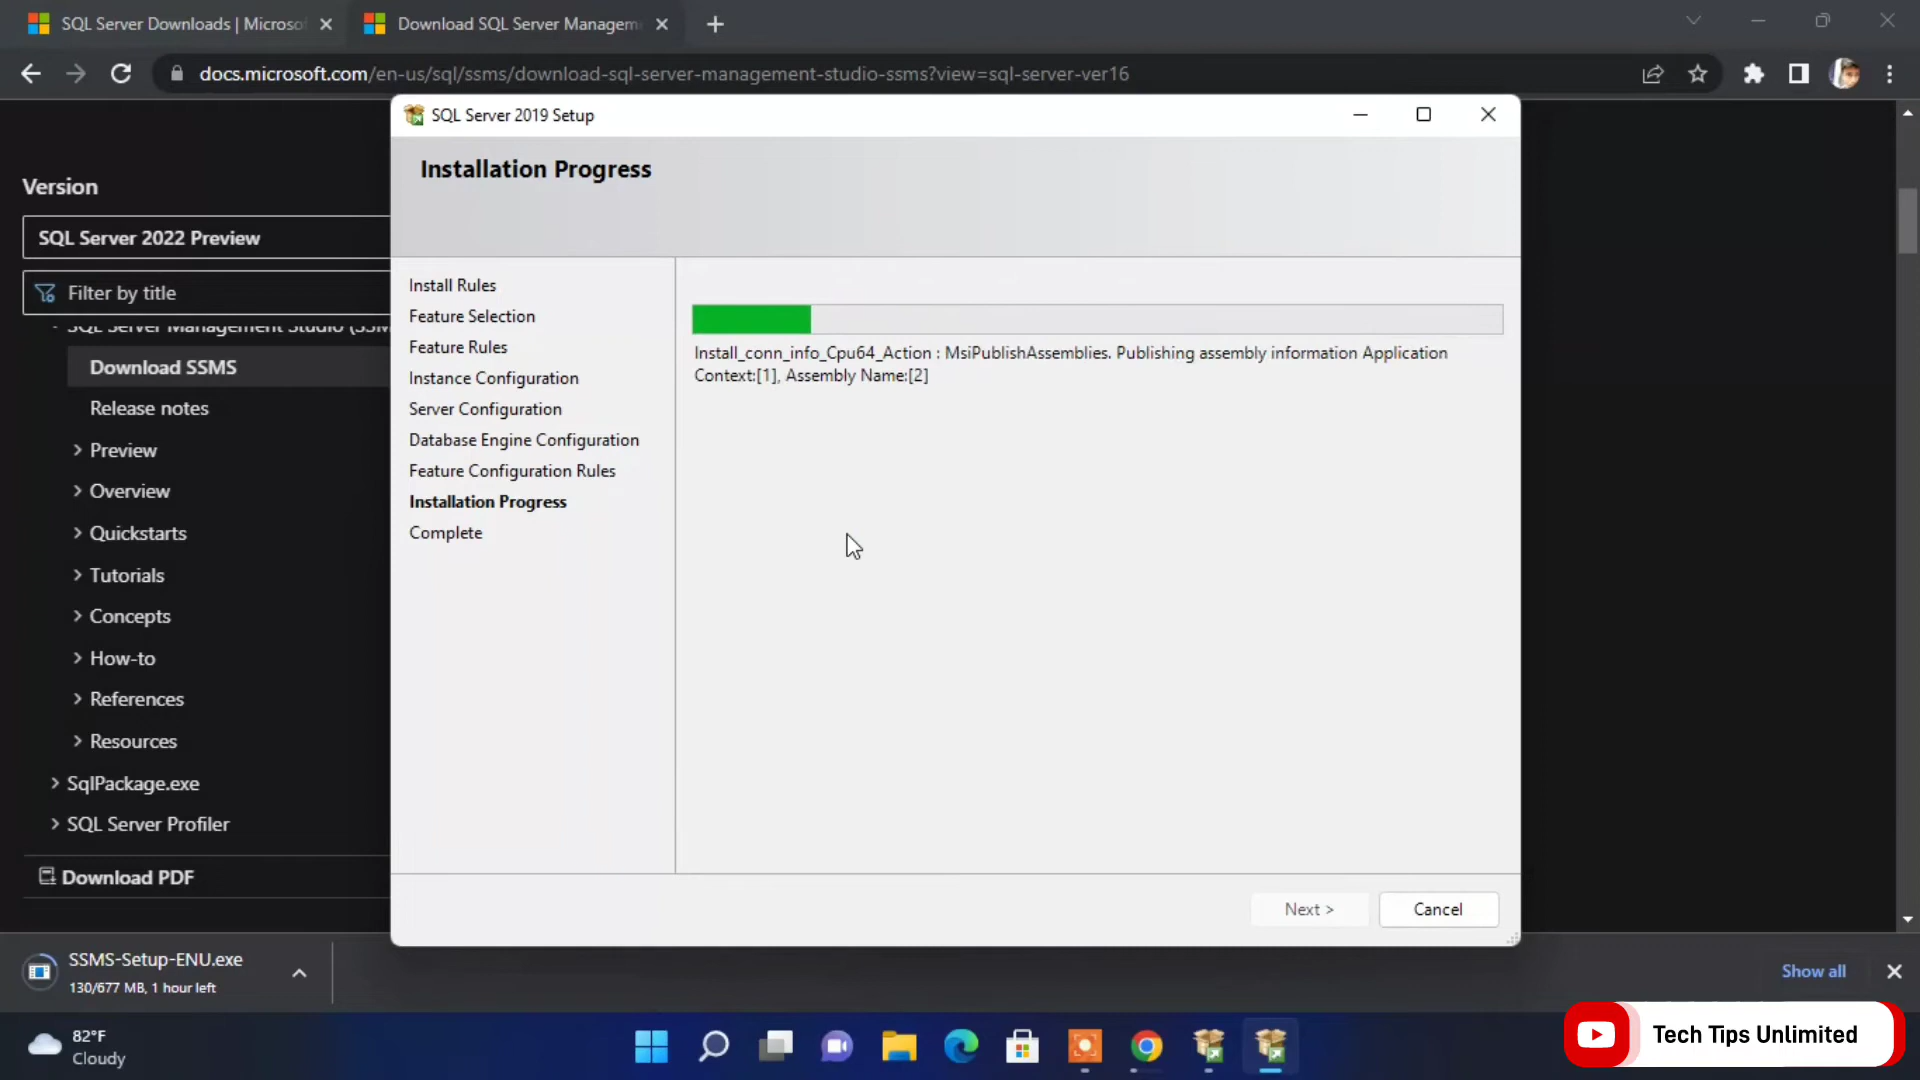 SQL Server Downloads | Microso
Download SQL Server Managem
docs.microsoft.com/en-us/sql/ssms/download-sql-server-management-studio-ssms?view=sql-server-ver16
SQL Server 2019 Setup
Installation Progress
Version
SQL Server 2022 Preview
Filter by title
SQL Server Management Studio (SSM
Download SSMS
Release notes
Preview
Overview
Quickstarts
Tutorials
Concepts
How-to
References
Resources
SqlPackage.exe
SQL Server Profiler
Download PDF
Install Rules
Feature Selection
Feature Rules
Instance Configuration
Server Configuration
Database Engine Configuration
Feature Configuration Rules
Installation Progress
Complete
Install_conn_info_Cpu64_Action : MsiPublishAssemblies. Publishing assembly information Application
Context:[1], Assembly Name:[2]
Next >
Cancel
SSMS-Setup-ENU.exe
130/677 MB, 1 hour left
Show all
82°F
Cloudy
Tech Tips Unlimited